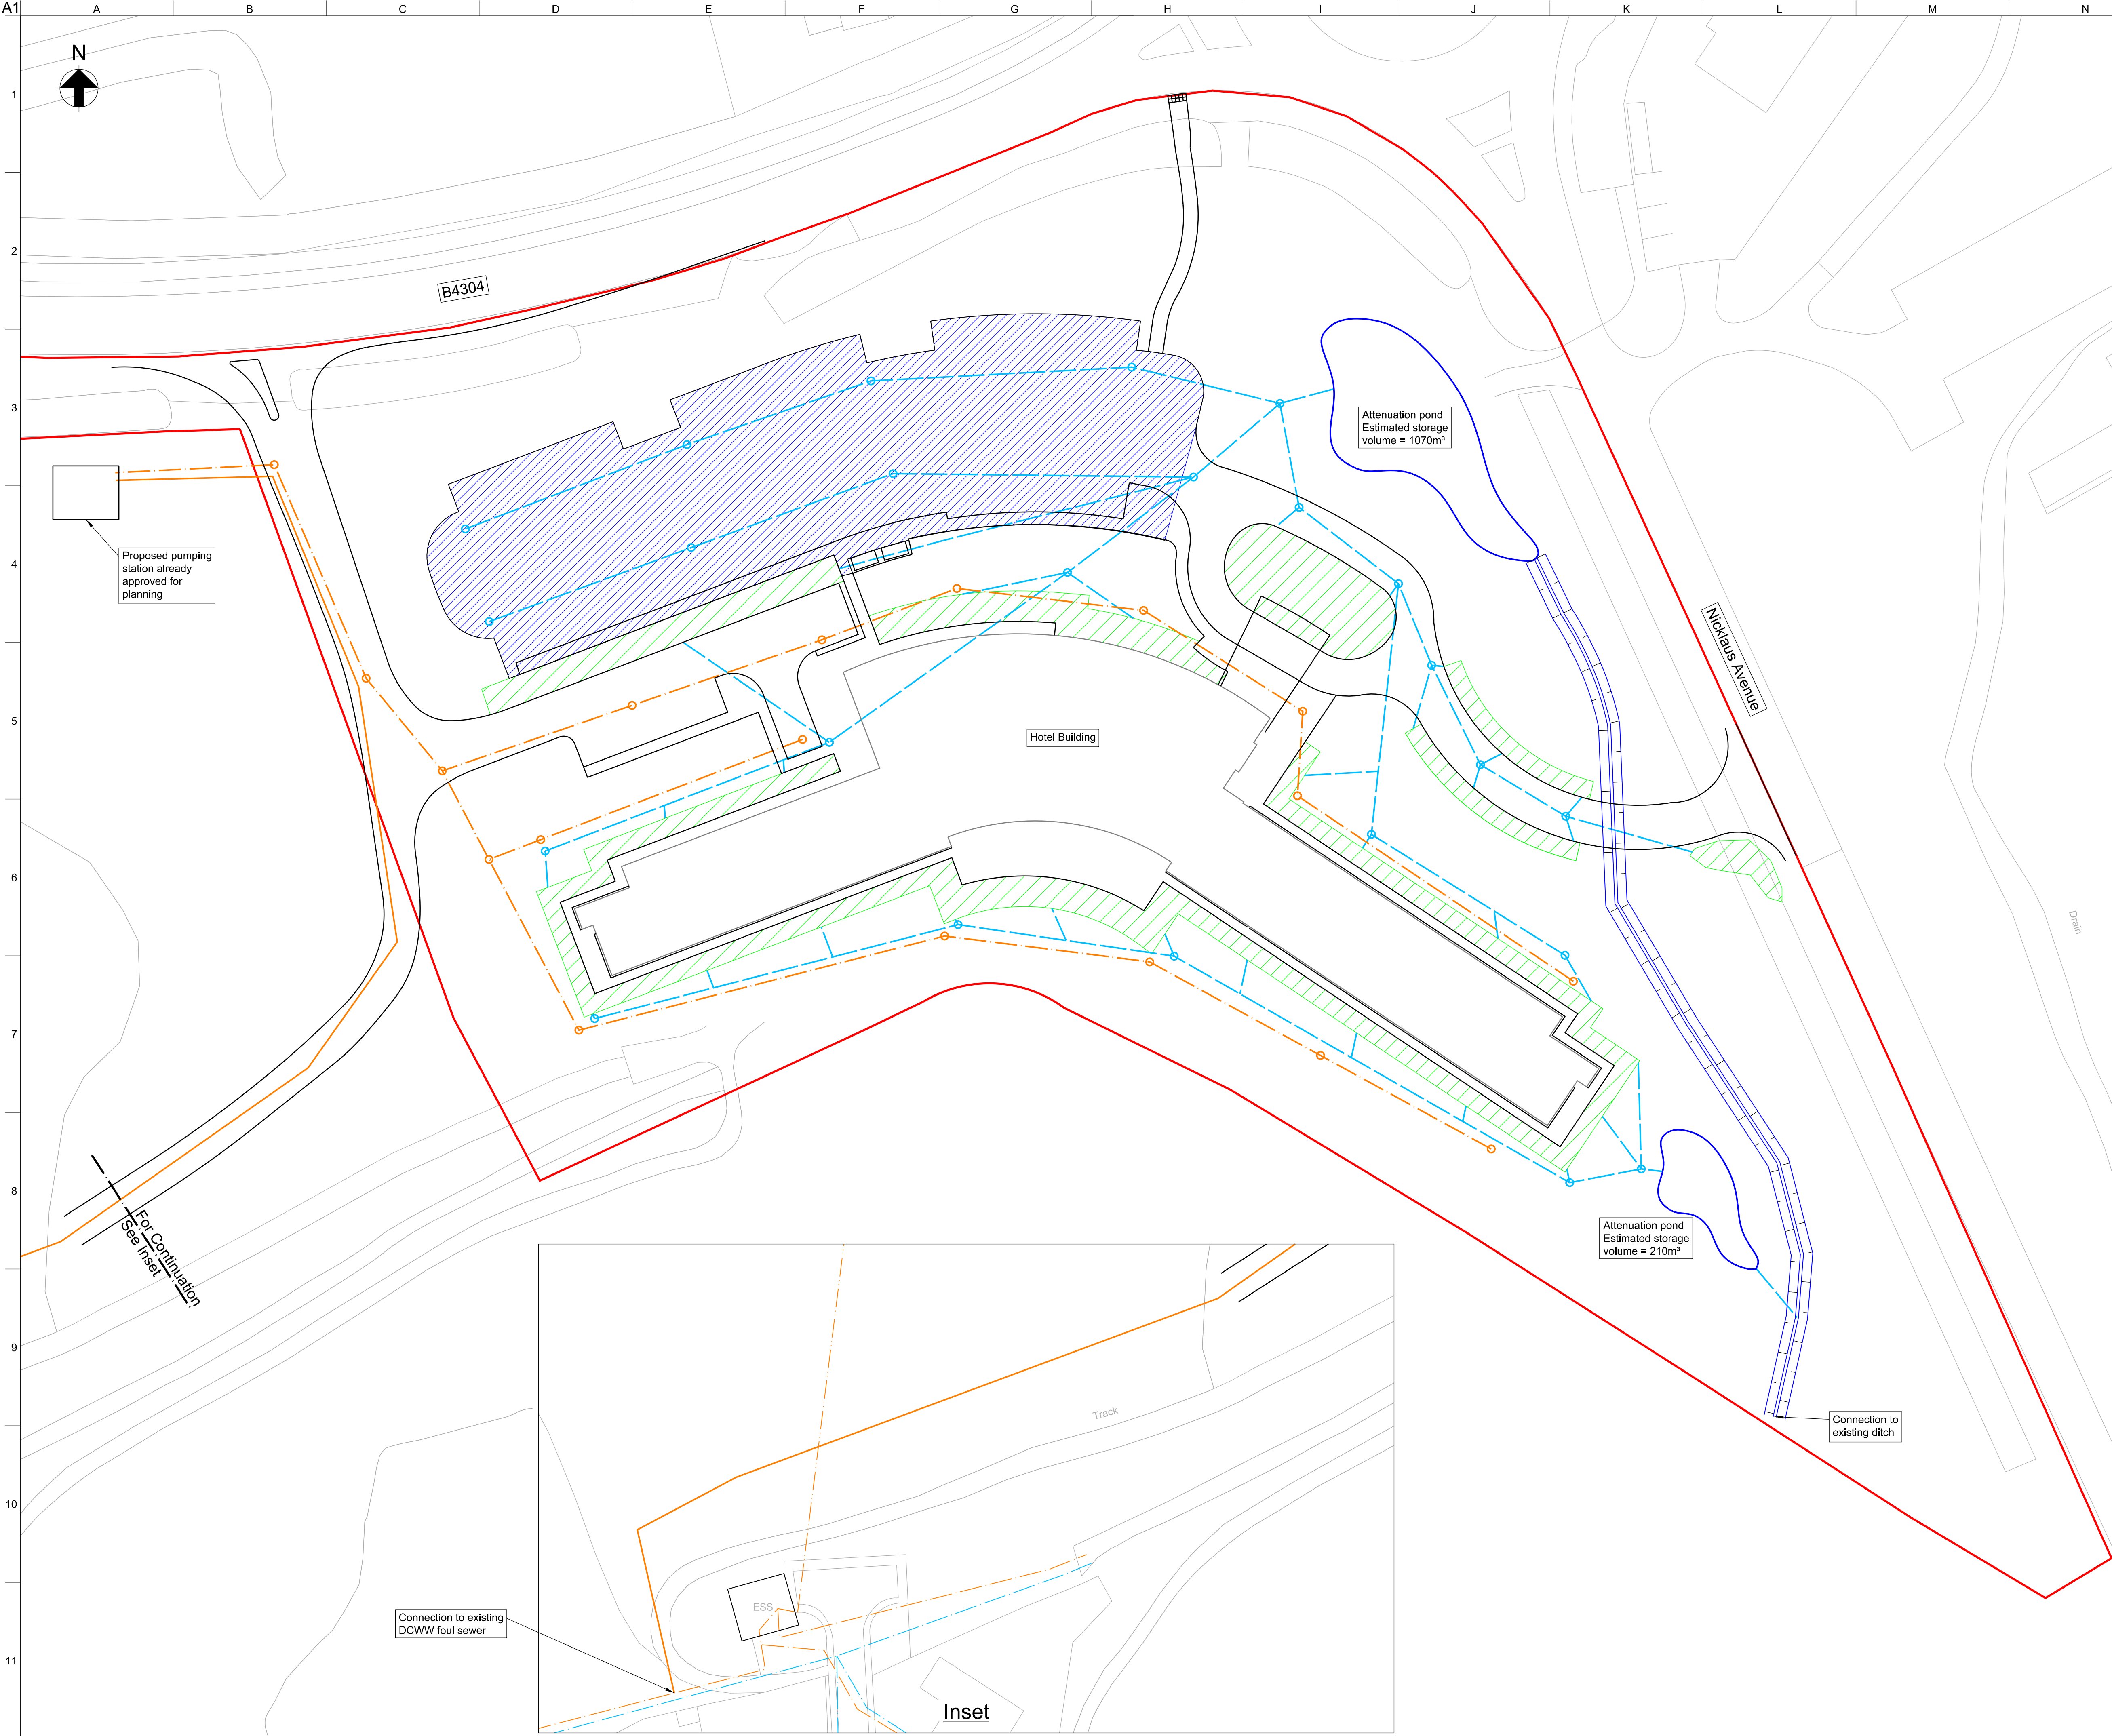 A1
A
B
C
D
E
F
G
H
I
J
K
L
M
N
N
1
2
B4304
3
Attenuation pond
Estimated storage
volume = 1070m³
4
Proposed pumping
station already
approved for
planning
Nicklaus Avenue
5
Hotel Building
6
Drain
7
8
For Continuation
See Inset
Attenuation pond
Estimated storage
volume = 210m³
9
Track
Connection to
existing ditch
10
ESS
Connection to existing
DCWW foul sewer
11
Inset